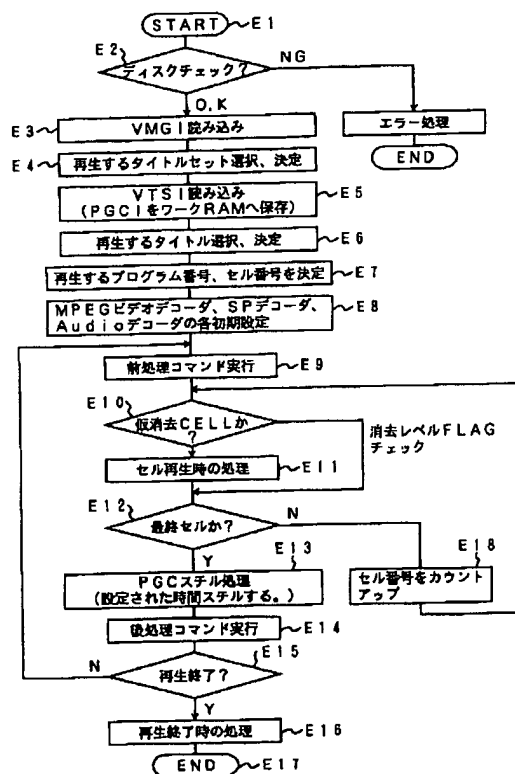 START E1
E2 ディスクチェック? NG
O.K
E3 VMGI読み込み
エラー処理
END
E4 再生するタイトルセット選択、決定
VTSI読み込み
(PGCIをワークRAMへ保存) E5
再生するタイトル選択、決定 E6
再生するプログラム番号、セル番号を決定 E7
MPEGビデオデコーダ、SPデコーダ、
Audioデコーダの各初期設定 E8
前処理コマンド実行 E9
E10 仮消去CELLか
?
消去レベルFLAG
チェック
セル再生時の処理 E11
E12 最終セルか? N
Y
E13
PGCスチル処理
(設定された時間スチルする。)
E18
セル番号をカウント
アップ
後処理コマンド実行 E14
E15
N 再生終了?
Y
再生終了時の処理 E16
END E17